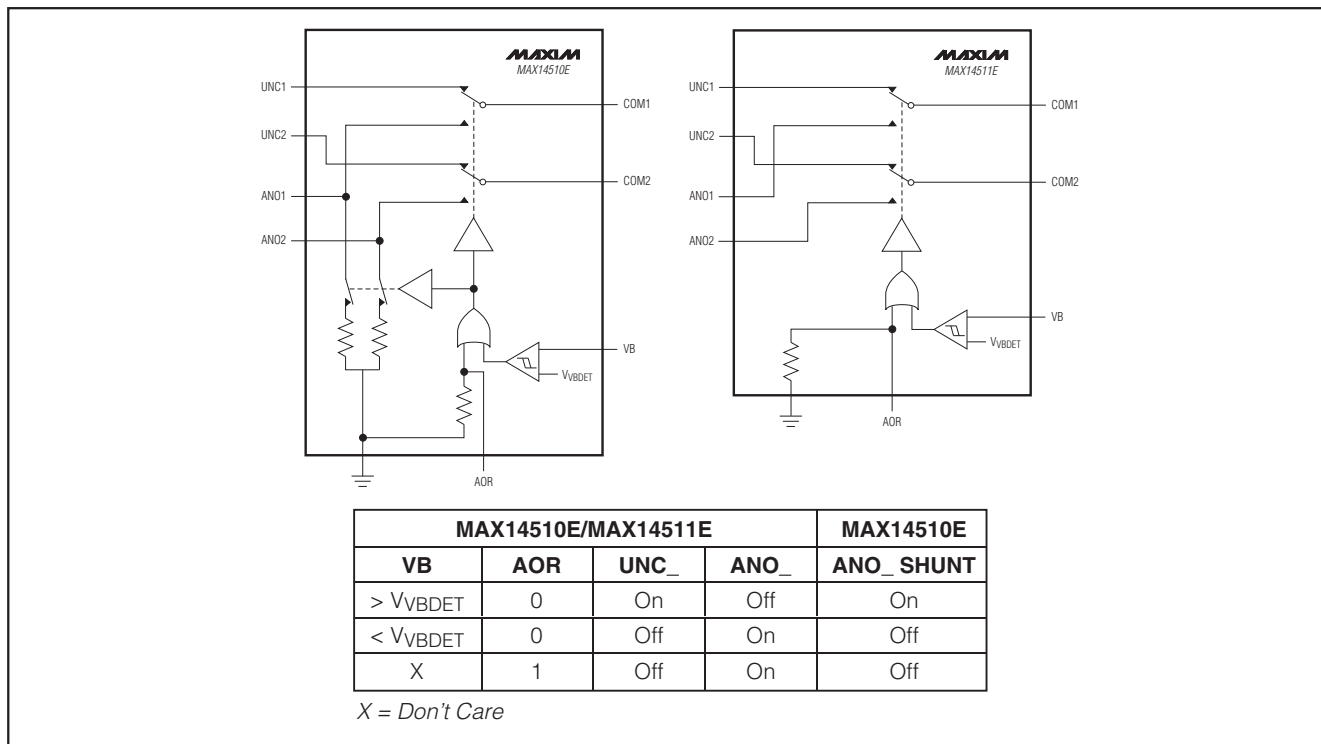 MAXIM
MAX14510E
UNC1
COM1
UNC2
COM2
ANO1
ANO2
VB
VVBDET
AOR
MAXIM
MAX14511E
UNC1
COM1
UNC2
COM2
ANO1
ANO2
VB
VVBDET
AOR
MAX14510E/MAX14511E MAX14510E
VB AOR UNC_ ANO_ ANO_ SHUNT
> VVBDET 0 On Off On
< VVBDET 0 Off On Off
X 1 Off On Off
X = Don't Care